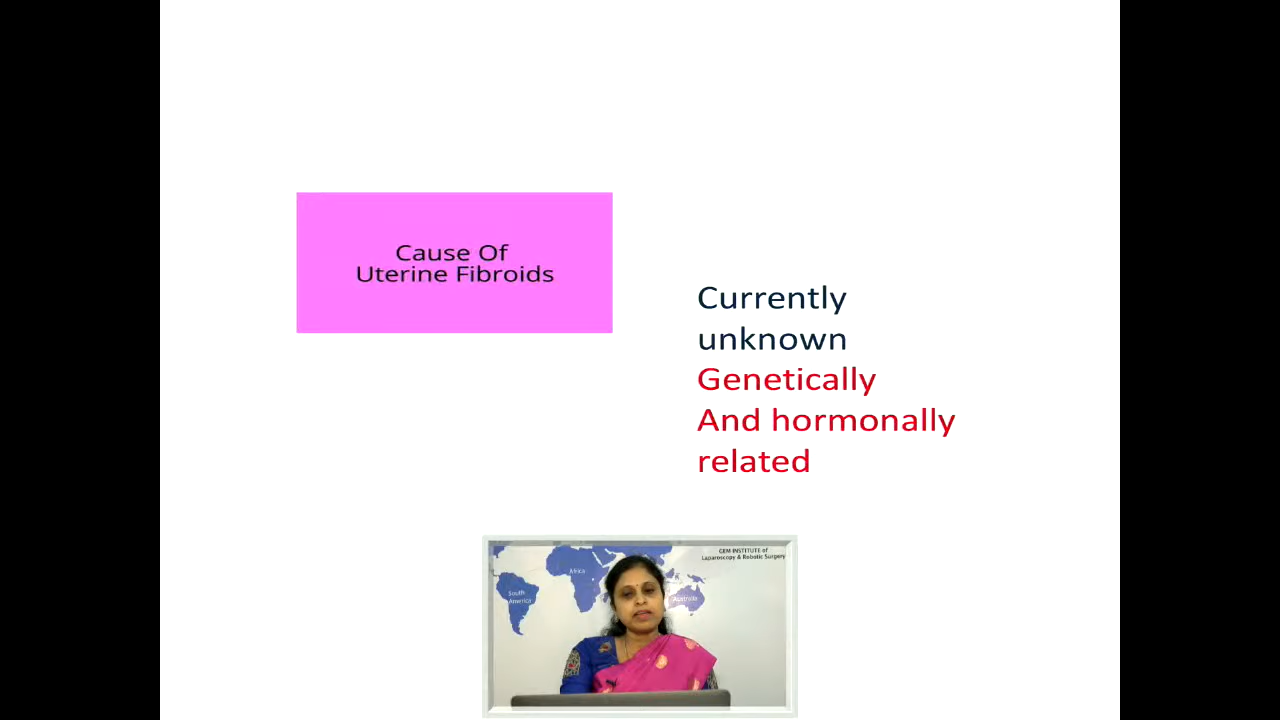 Cause Of
Uterine Fibroids
Currently
unknown
Genetically
And hormonally
related
GEM INSTITUTE of
Laparoscopy & Robotic Surgery
Africa
South
America
Australia